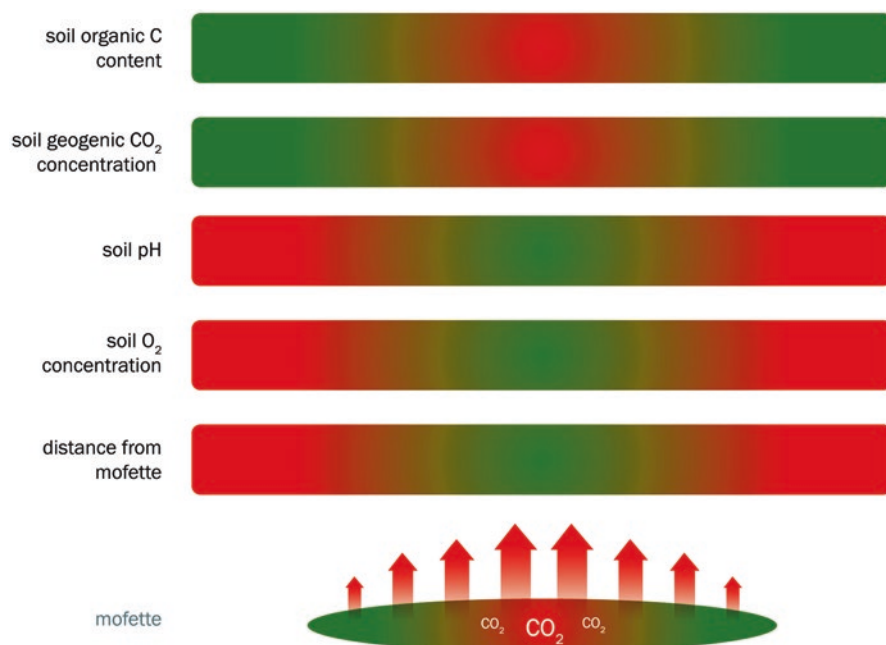 soil organic C
content
soil geogenic CO₂
concentration
soil pH
soil O₂
concentration
distance from
mofette
mofette
CO₂
CO₂
CO₂